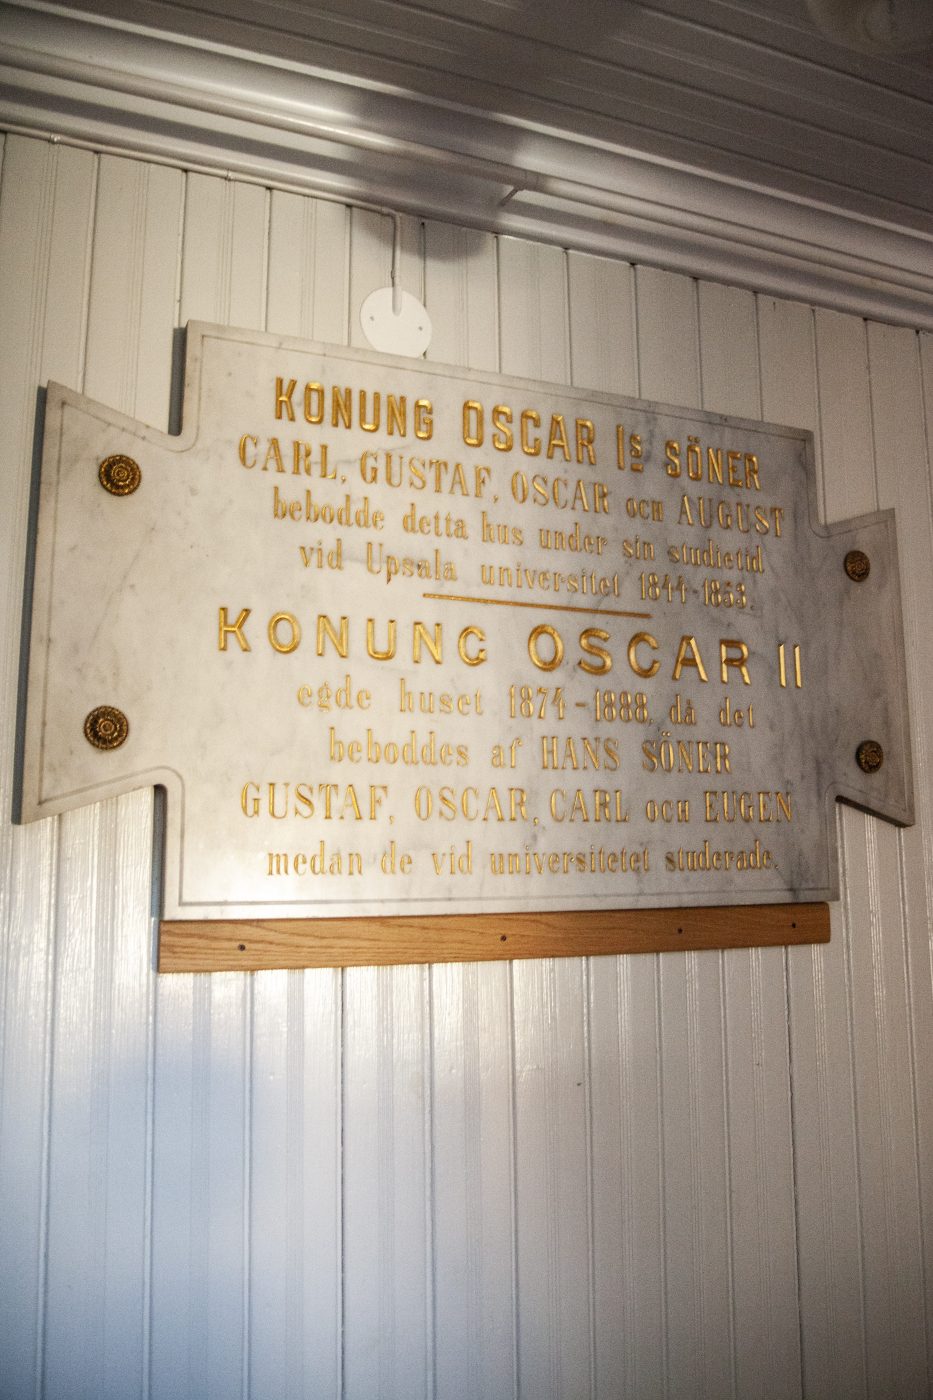 KONUNG OSCAR Is SÖNER
CARL, GUSTAF, OSCAR och AUGUST
bebodde detta hus under sin studietid
vid Upsala universitet 1844-1853.
KONUNG OSCAR II
egde huset 1874-1888, då det
beboddes af HANS SÖNER
GUSTAF, OSCAR, CARL och EUGEN
medan de vid universitetet studerade.